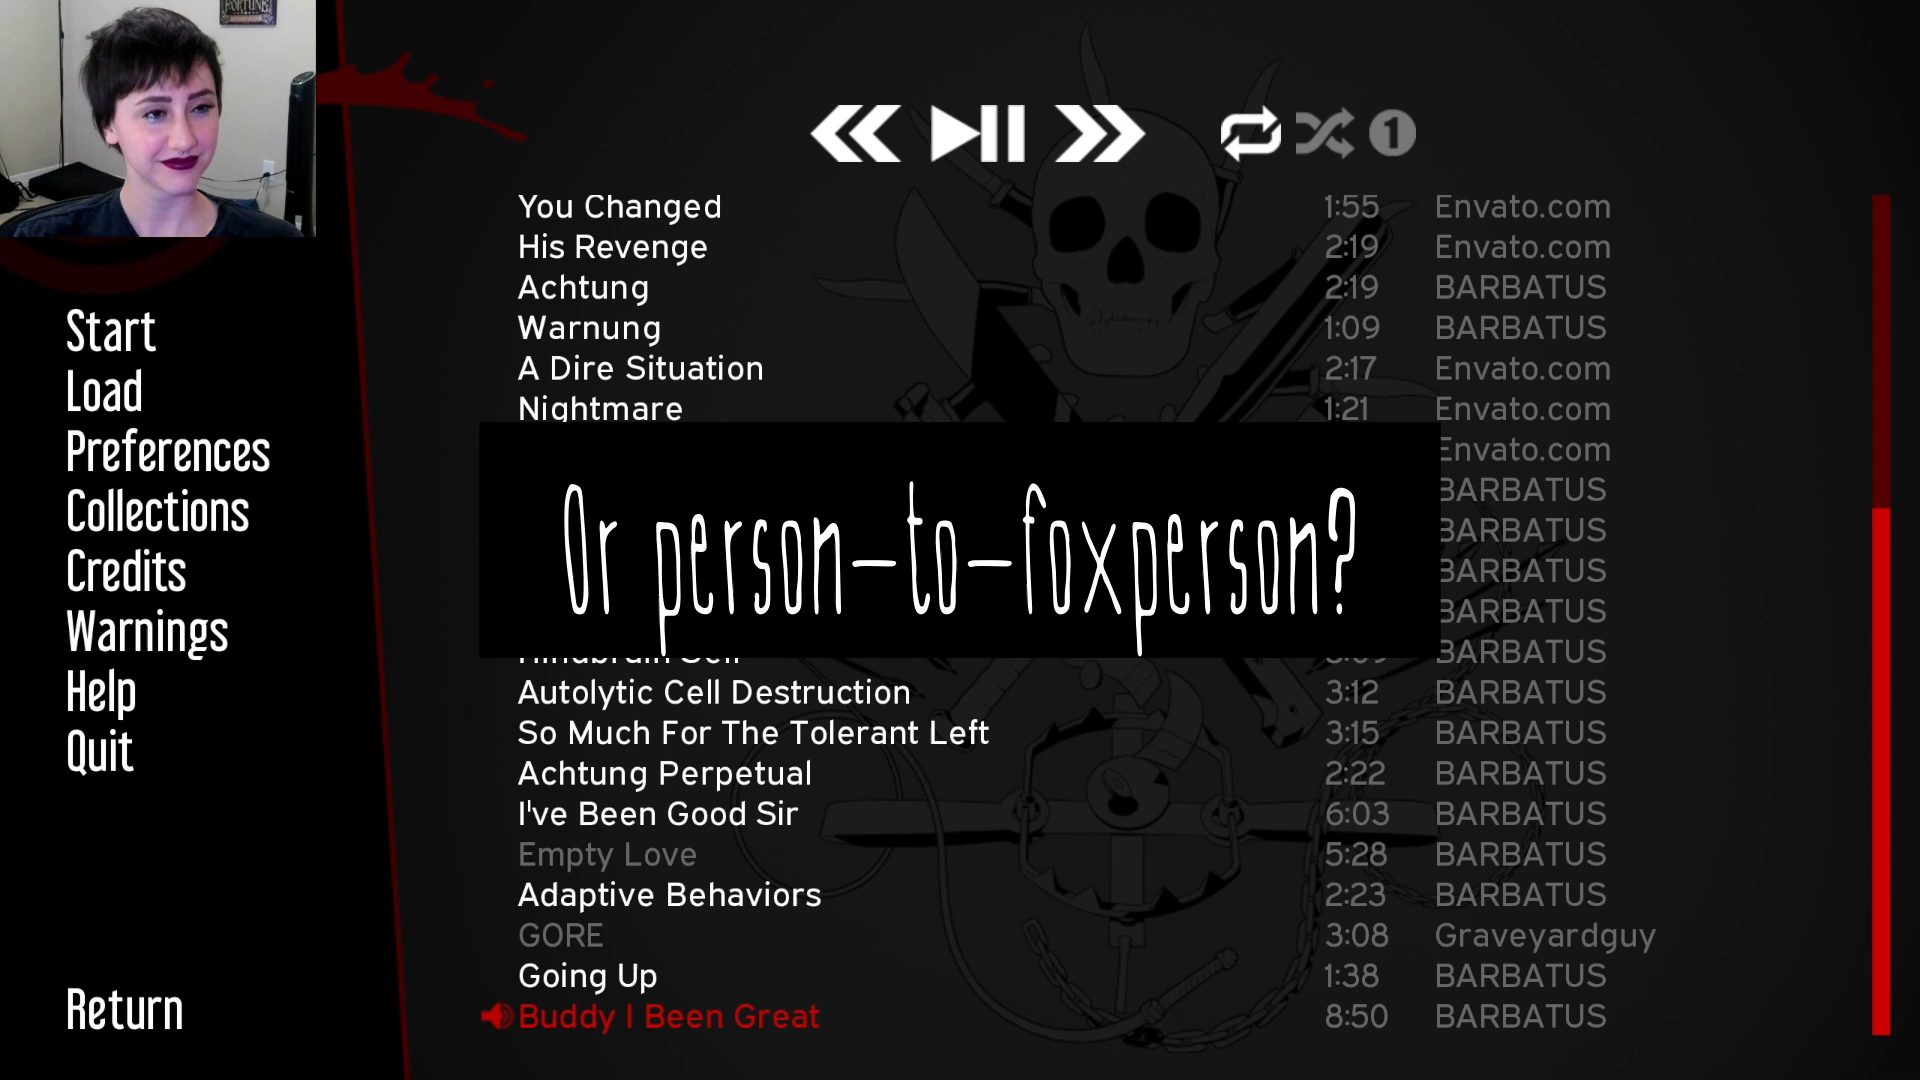 FORTUNE
1
You Changed 1:55 Envato.com
His Revenge 2:19 Envato.com
Achtung 2:19 BARBATUS
Warnung 1:09 BARBATUS
A Dire Situation 2:17 Envato.com
Nightmare 1:21 Envato.com
Envato.com
BARBATUS
BARBATUS
BARBATUS
BARBATUS
BARBATUS
Autolytic Cell Destruction 3:12 BARBATUS
So Much For The Tolerant Left 3:15 BARBATUS
Achtung Perpetual 2:22 BARBATUS
I've Been Good Sir 6:03 BARBATUS
Empty Love 5:28 BARBATUS
Adaptive Behaviors 2:23 BARBATUS
GORE 3:08 Graveyardguy
Going Up 1:38 BARBATUS
Buddy I Been Great 8:50 BARBATUS
Or person-to-foxperson?
Start
Load
Preferences
Collections
Credits
Warnings
Help
Quit
Return